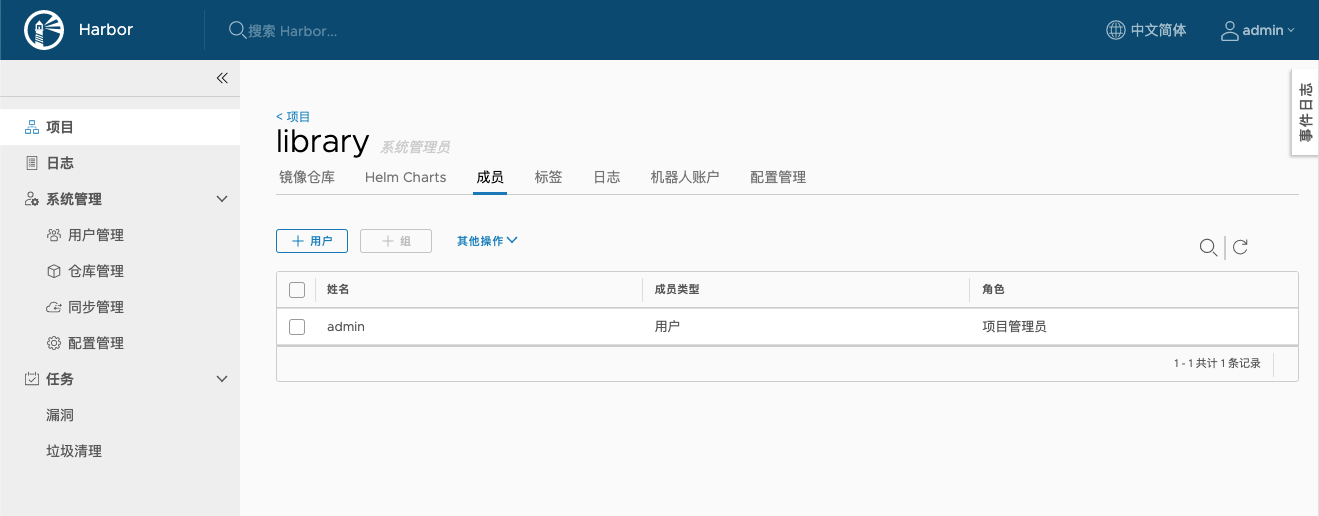 Harbor
搜索 Harbor...
中文简体
admin
事件日志
项目
日志
系统管理
用户管理
仓库管理
同步管理
配置管理
任务
漏洞
垃圾清理
< 项目
library 系统管理员
镜像仓库 Helm Charts 成员 标签 日志 机器人账户 配置管理
+ 用户 + 组 其他操作
姓名 成员类型 角色
admin 用户 项目管理员
1 - 1 共计 1 条记录